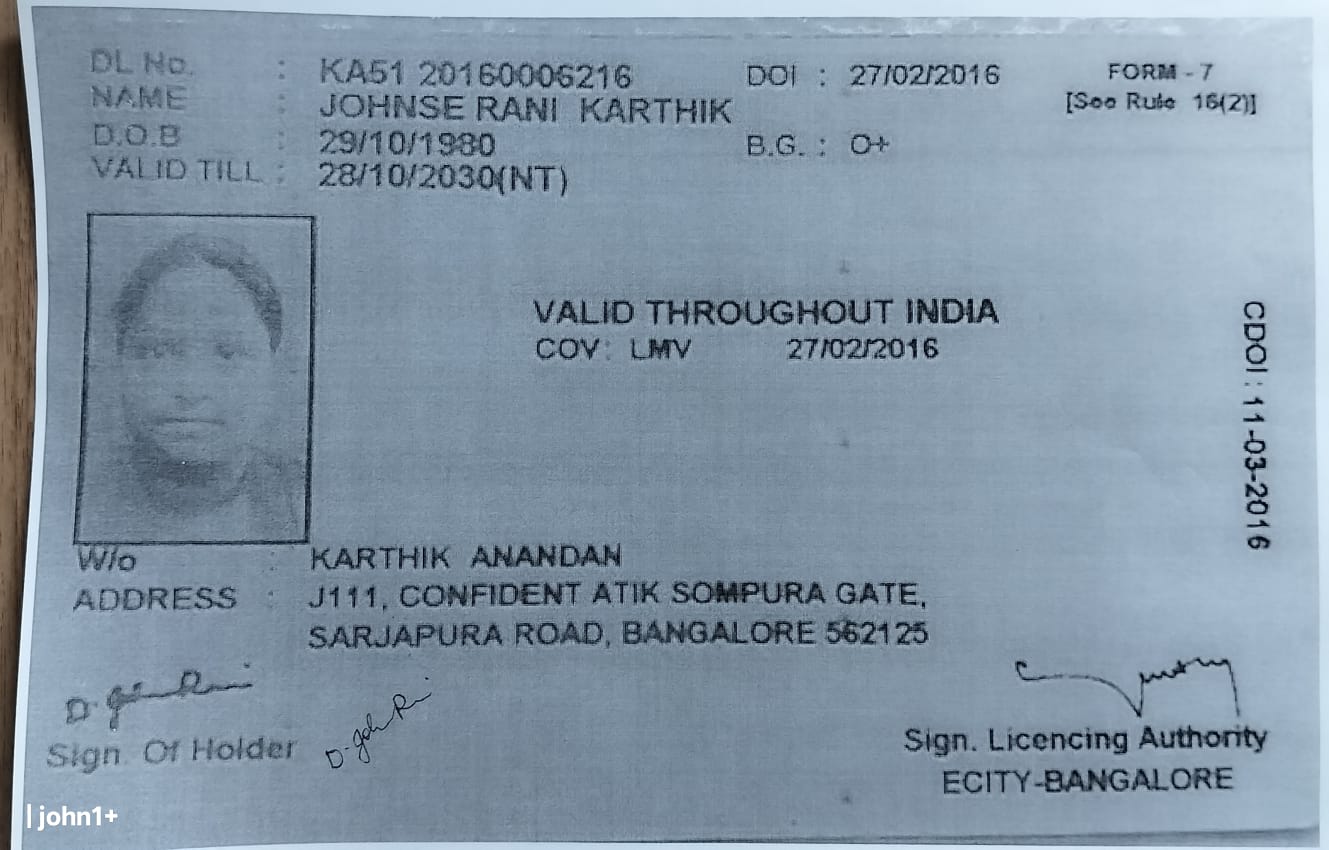 DL No. : KA51 20160006216 DOI : 27/02/2016 FORM - 7
NAME : JOHNSE RANI KARTHIK [See Rule 16(2)]
D.O.B : 29/10/1980 B.G. : O+
VALID TILL : 28/10/2030(NT)
VALID THROUGHOUT INDIA
COV: LMV 27/02/2016
CDOI : 11-03-2016
W/o : KARTHIK ANANDAN
ADDRESS : J111, CONFIDENT ATIK SOMPURA GATE,
SARJAPURA ROAD, BANGALORE 562125
Sign. Of Holder
Sign. Licencing Authority
ECITY-BANGALORE
| john1+